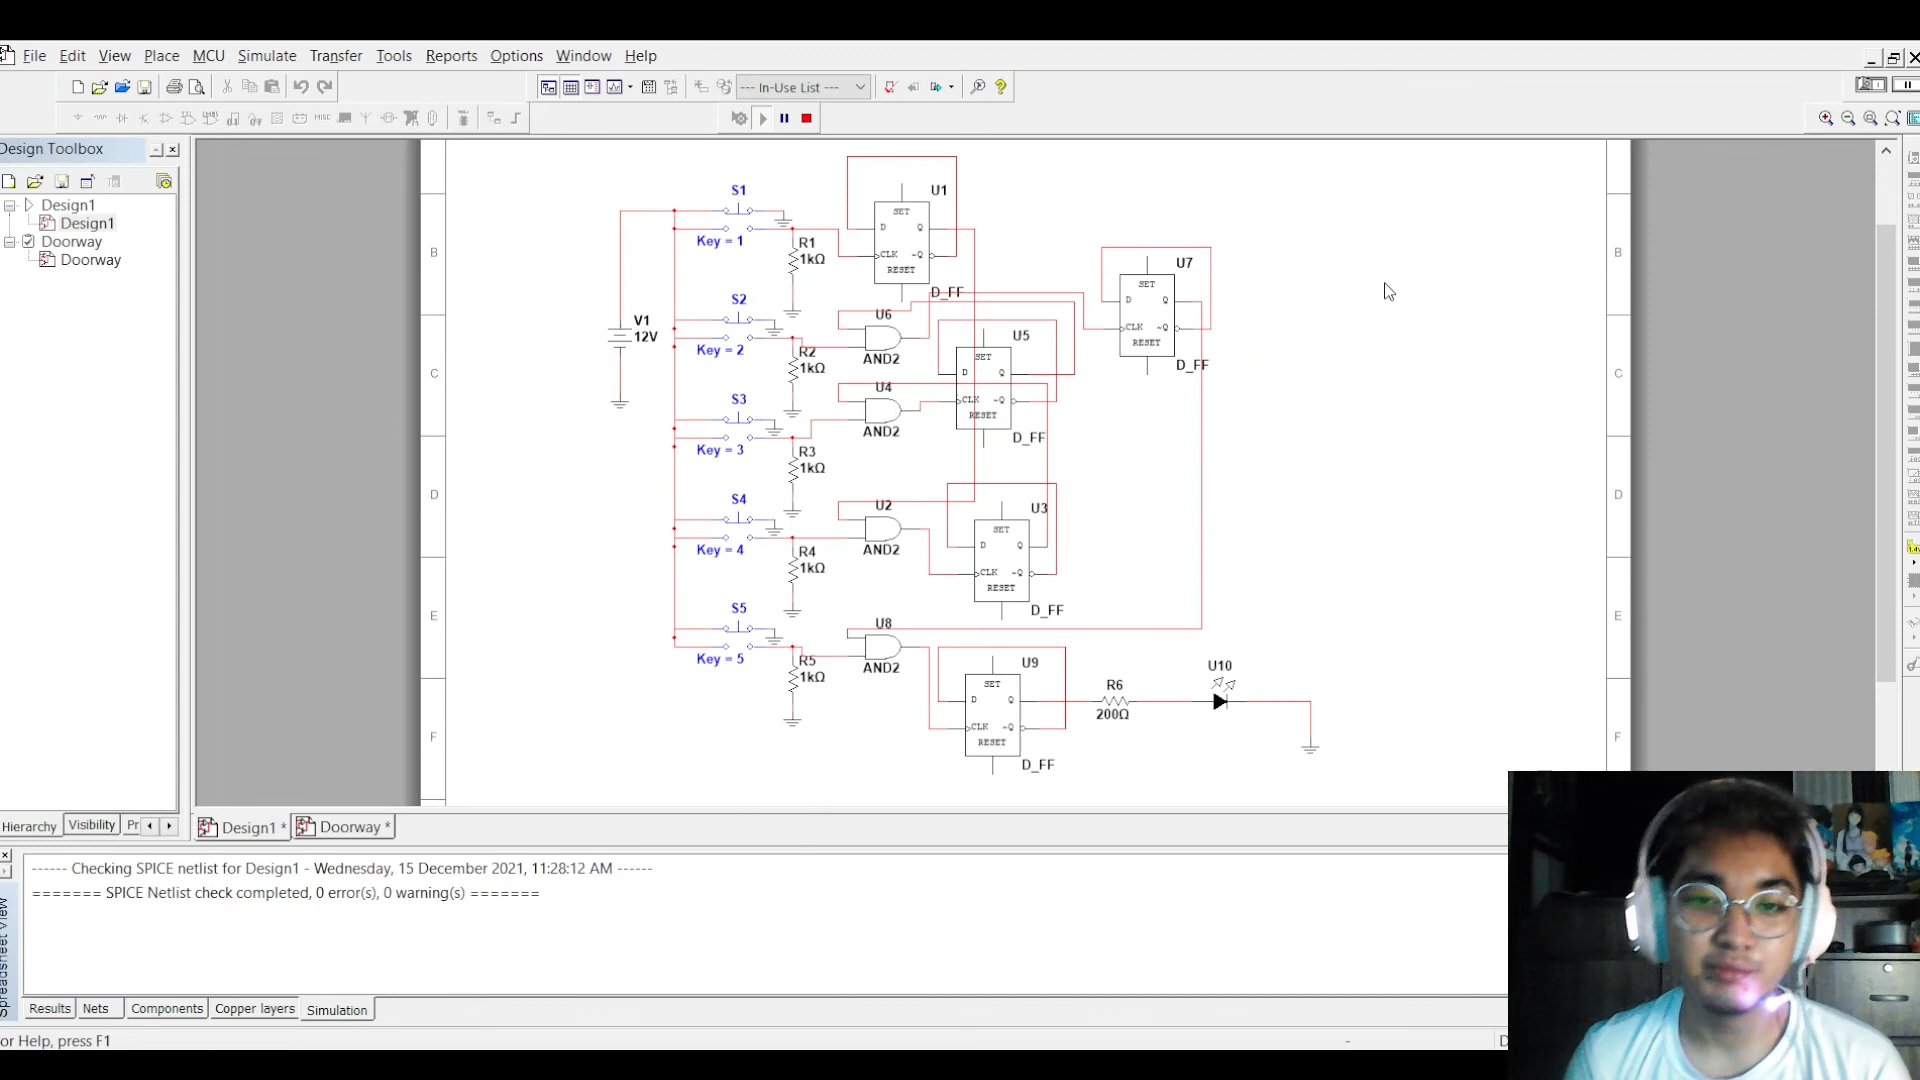 File Edit View Place MCU Simulate Transfer Tools Reports Options Window Help
--- In-Use List ---
Design Toolbox
Design1
Design1
Doorway
Doorway
Hierarchy Visibility Pr
B
C
D
E
F
B
C
D
E
F
V1
12V
S1
Key = 1
R1
1kΩ
S2
Key = 2
R2
1kΩ
S3
Key = 3
R3
1kΩ
S4
Key = 4
R4
1kΩ
S5
Key = 5
R5
1kΩ
U1
SET
D Q
CLK ~Q
RESET
D_FF
U6
AND2
U5
SET
D Q
CLK ~Q
RESET
D_FF
U7
SET
D Q
CLK ~Q
RESET
D_FF
U4
AND2
U2
AND2
U3
SET
D Q
CLK ~Q
RESET
D_FF
U8
AND2
U9
SET
D Q
CLK ~Q
RESET
D_FF
R6
200Ω
U10
Design1 * Doorway *
------ Checking SPICE netlist for Design1 - Wednesday, 15 December 2021, 11:28:12 AM ------
======= SPICE Netlist check completed, 0 error(s), 0 warning(s) =======
Spreadsheet View
Results Nets Components Copper layers Simulation
or Help, press F1